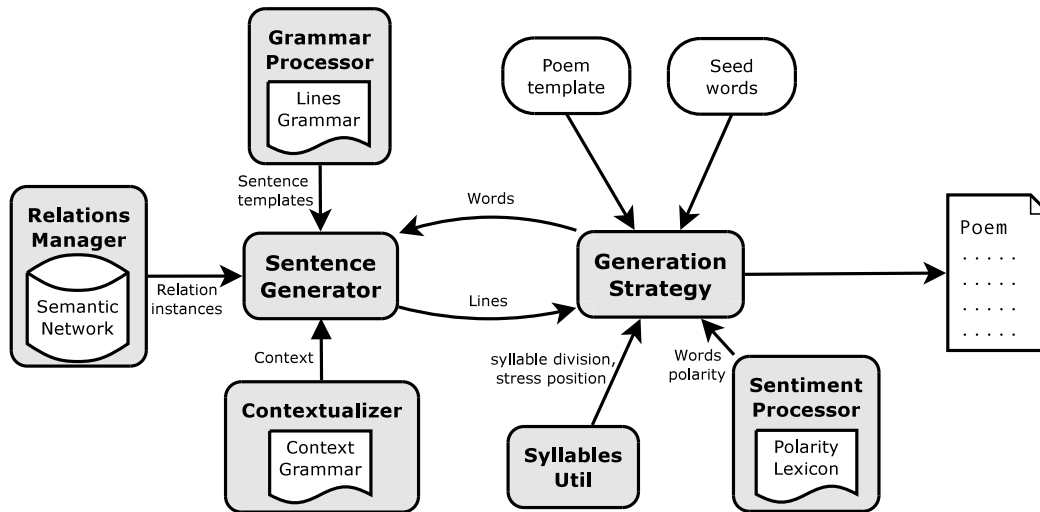 Grammar
Processor
Lines
Grammar
Poem
template
Seed
words
Sentence
templates
Words
Relations
Manager
Semantic
Network
Relation
instances
Sentence
Generator
Lines
Generation
Strategy
Poem
. . . . .
. . . . .
. . . . .
. . . . .
Context
syllable division,
stress position
Words
polarity
Contextualizer
Context
Grammar
Syllables
Util
Sentiment
Processor
Polarity
Lexicon